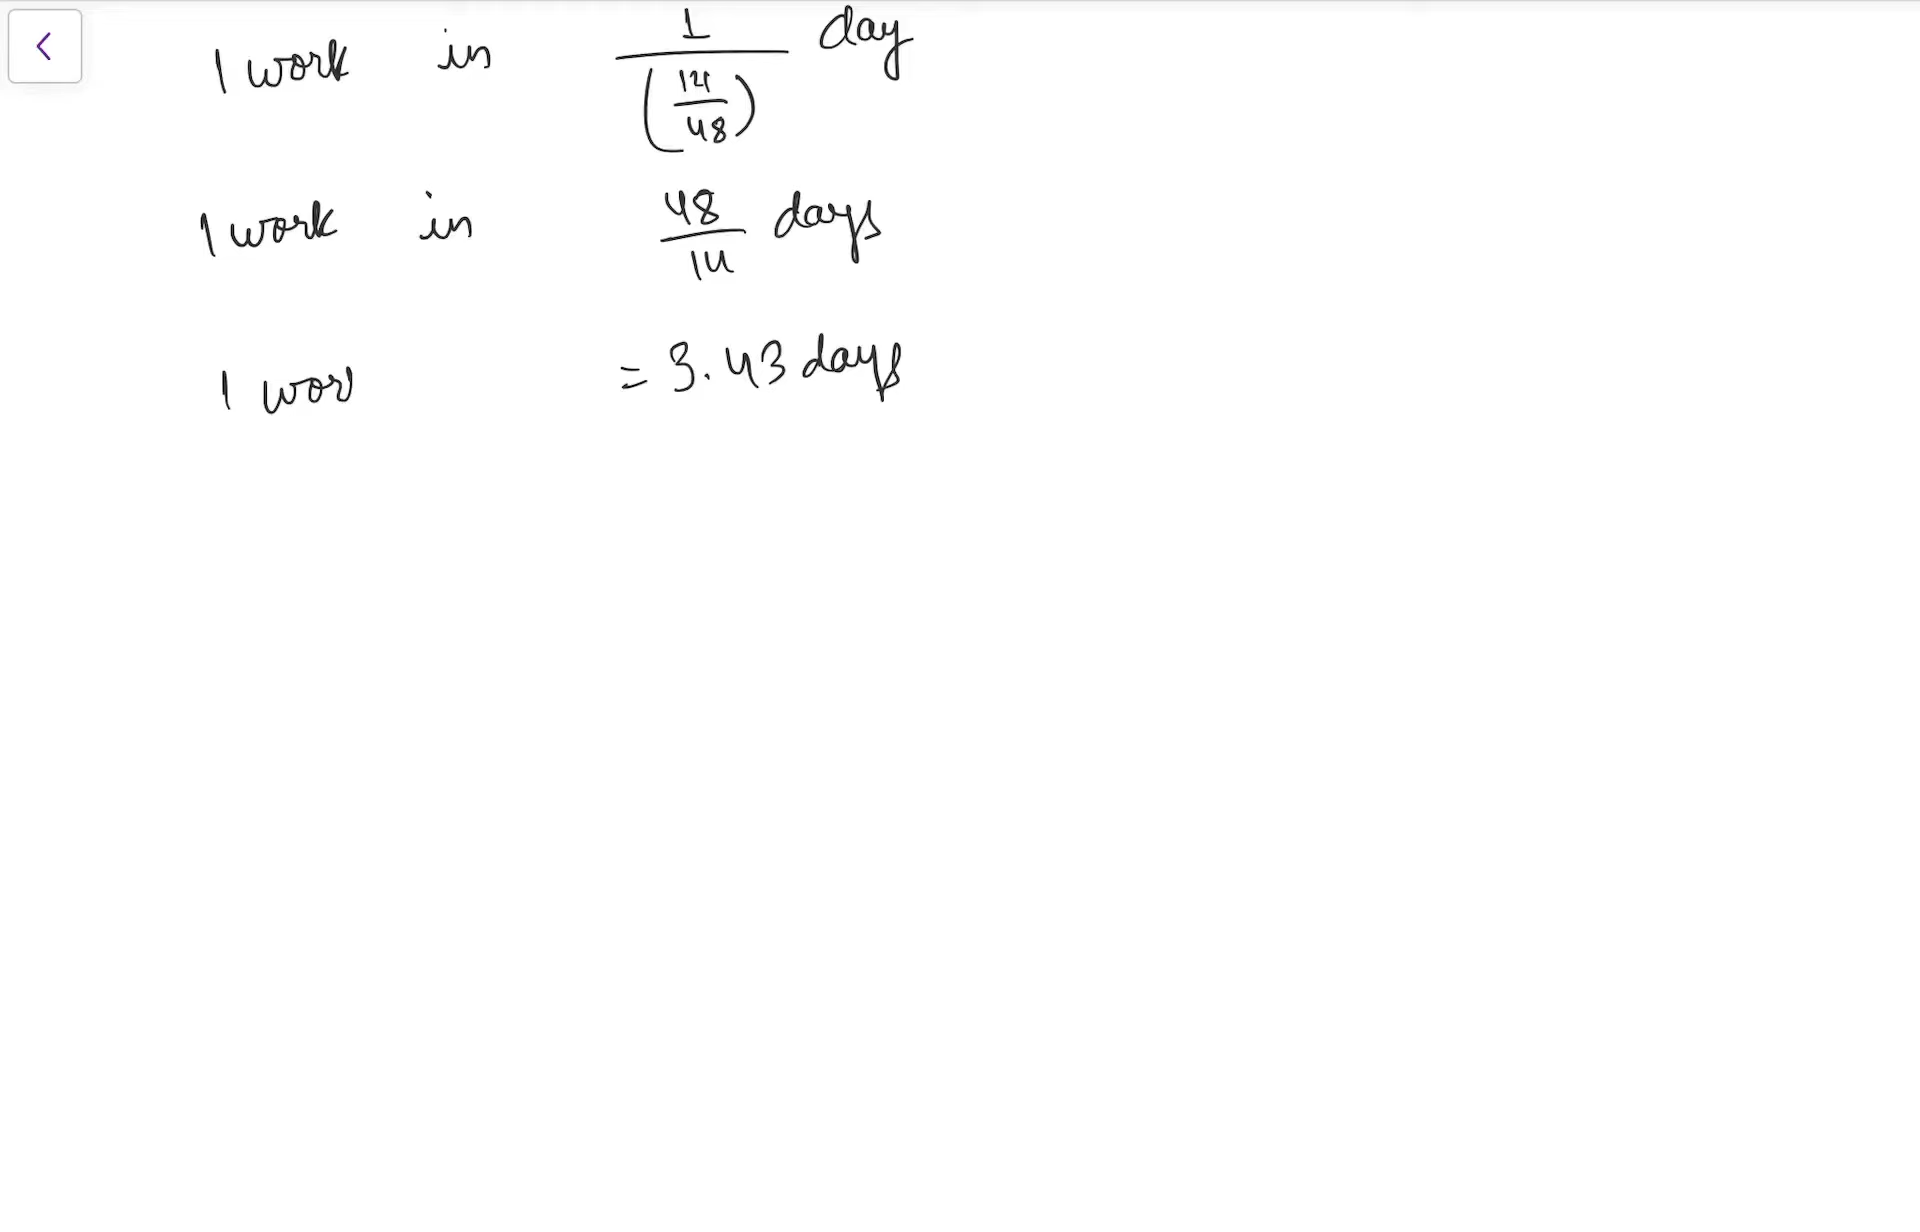 1 work in 1/(14/48) day
1 work in 48/14 days
1 wor = 3.43 days